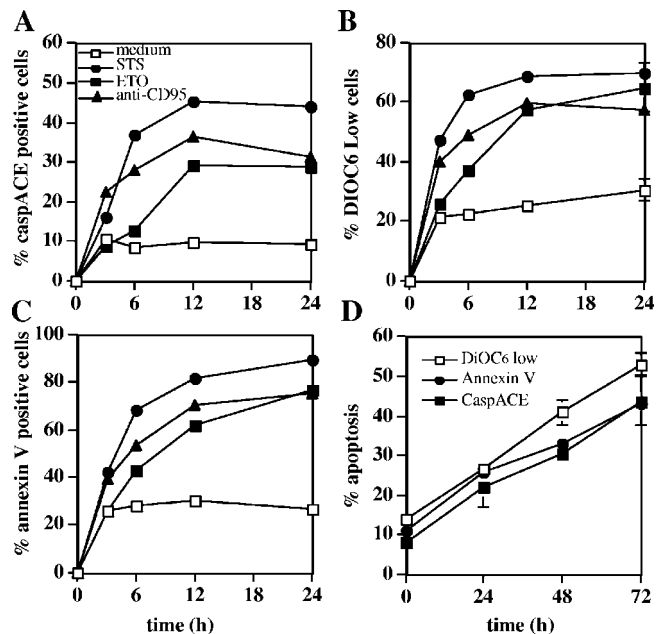 A
% caspACE positive cells
60
50
40
30
20
10
0
medium
STS
ETO
anti-CD95
0 6 12 18 24
B
% DIOC6 Low cells
80
60
40
20
0
0 6 12 18 24
C
% annexin V positive cells
100
80
60
40
20
0
0 6 12 18 24
time (h)
D
% apoptosis
60
50
40
30
20
10
0
DiOC6 low
Annexin V
CaspACE
0 24 48 72
time (h)